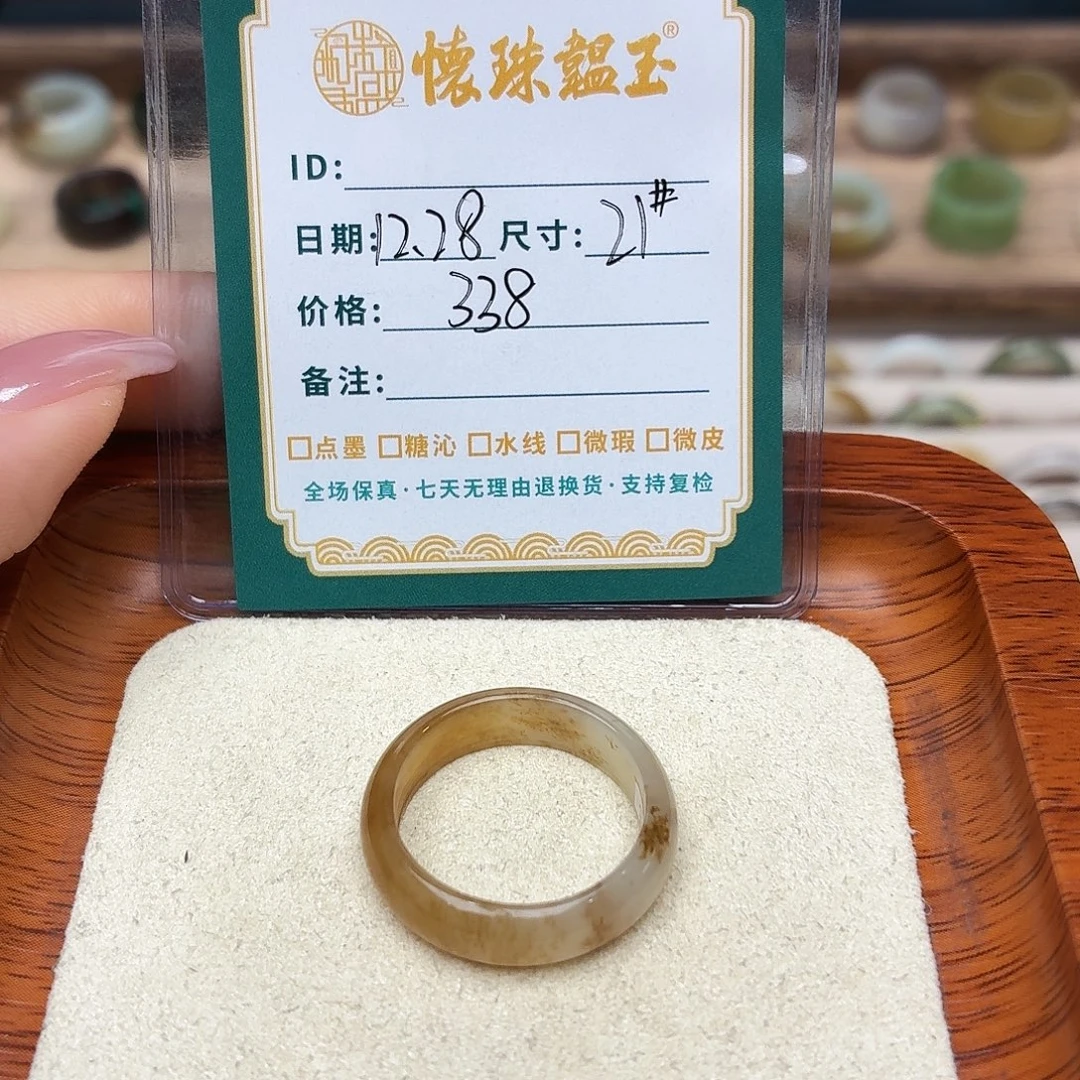 懷珠韞玉®
ID:
日期:12.28 尺寸: 21#
价格: 338
备注:
□点墨 □糖沁 □水线 □微瑕 □微皮
全场保真·七天无理由退换货·支持复检